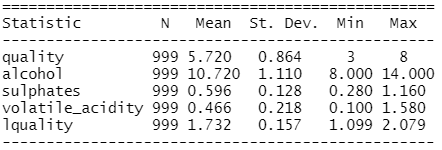 ==================================================
Statistic N Mean St. Dev. Min Max
--------------------------------------------------
quality 999 5.720 0.864 3 8
alcohol 999 10.720 1.110 8.000 14.000
sulphates 999 0.596 0.128 0.280 1.160
volatile_acidity 999 0.466 0.218 0.100 1.580
lquality 999 1.732 0.157 1.099 2.079
--------------------------------------------------